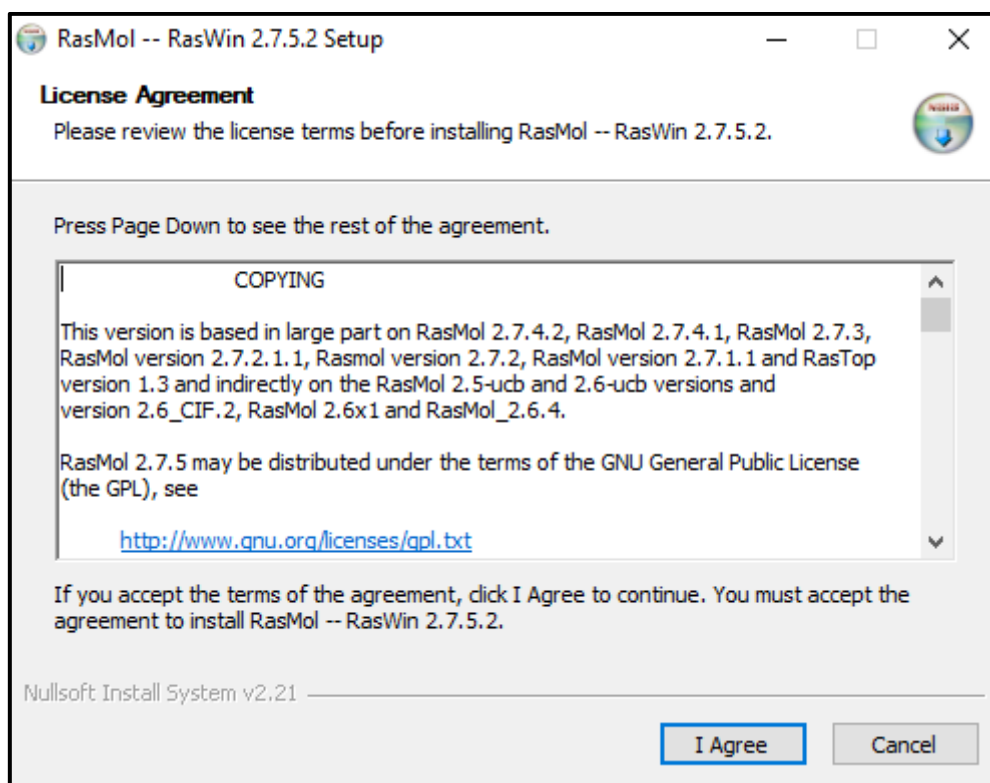 RasMol -- RasWin 2.7.5.2 Setup
License Agreement
Please review the license terms before installing RasMol -- RasWin 2.7.5.2.
Press Page Down to see the rest of the agreement.
COPYING
This version is based in large part on RasMol 2.7.4.2, RasMol 2.7.4.1, RasMol 2.7.3,
RasMol version 2.7.2.1.1, Rasmol version 2.7.2, RasMol version 2.7.1.1 and RasTop
version 1.3 and indirectly on the RasMol 2.5-ucb and 2.6-ucb versions and
version 2.6_CIF.2, RasMol 2.6x1 and RasMol_2.6.4.
RasMol 2.7.5 may be distributed under the terms of the GNU General Public License
(the GPL), see
http://www.gnu.org/licenses/gpl.txt
If you accept the terms of the agreement, click I Agree to continue. You must accept the
agreement to install RasMol -- RasWin 2.7.5.2.
Nullsoft Install System v2.21
I Agree
Cancel